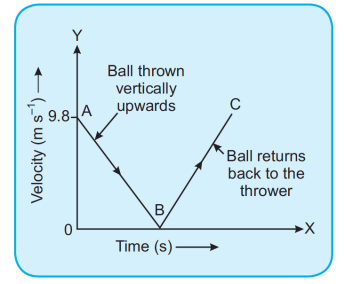 Y
Ball thrown
vertically
upwards
A
9.8
C
Velocity (m s⁻¹)
Ball returns
back to the
thrower
B
0
X
Time (s)